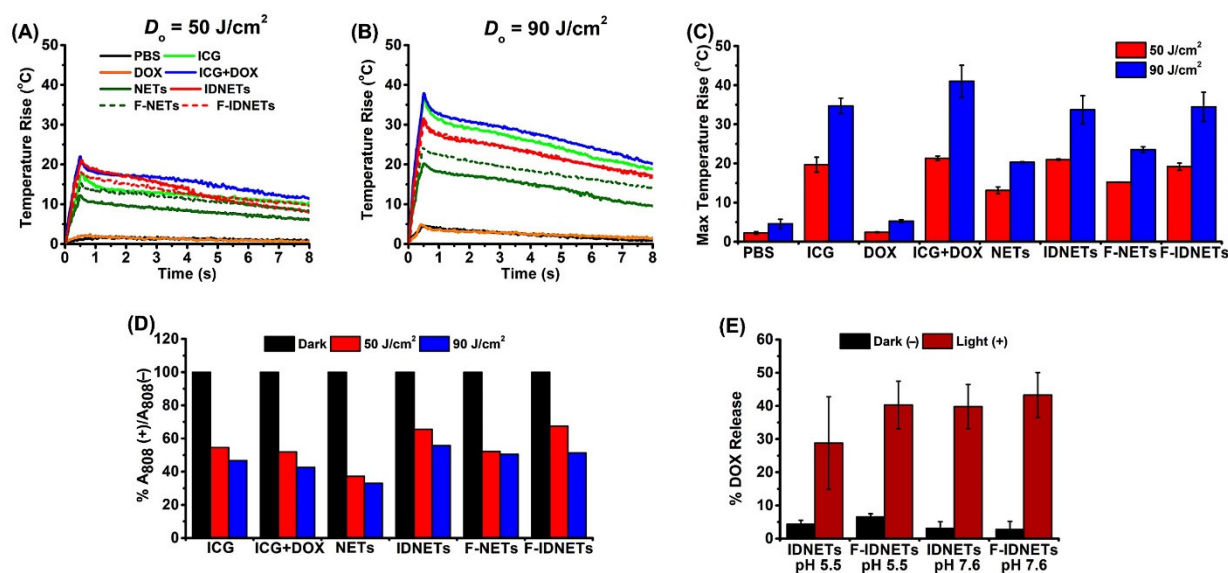 (A)
D₀ = 50 J/cm²
Temperature Rise (°C)
50
40
30
20
10
0
PBS
ICG
DOX
ICG+DOX
NETs
IDNETs
F-NETs
F-IDNETs
0 1 2 3 4 5 6 7 8
Time (s)
(B)
D₀ = 90 J/cm²
Temperature Rise (°C)
50
40
30
20
10
0
0 1 2 3 4 5 6 7 8
Time (s)
(C)
Max Temperature Rise (°C)
50
40
30
20
10
0
50 J/cm²
90 J/cm²
PBS ICG DOX ICG+DOX NETs IDNETs F-NETs F-IDNETs
(D)
% A808 (+)/A808(-)
120
100
80
60
40
20
0
Dark 50 J/cm² 90 J/cm²
ICG ICG+DOX NETs IDNETs F-NETs F-IDNETs
(E)
% DOX Release
60
50
40
30
20
10
0
Dark (–) Light (+)
IDNETs F-IDNETs IDNETs F-IDNETs
pH 5.5 pH 5.5 pH 7.6 pH 7.6